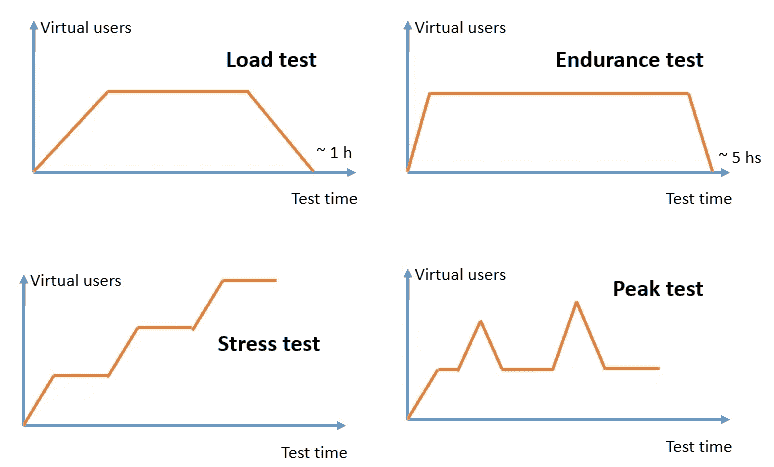 Virtual users
Load test
~ 1 h
Test time
Virtual users
Endurance test
~ 5 hs
Test time
Virtual users
Stress test
Test time
Virtual users
Peak test
Test time